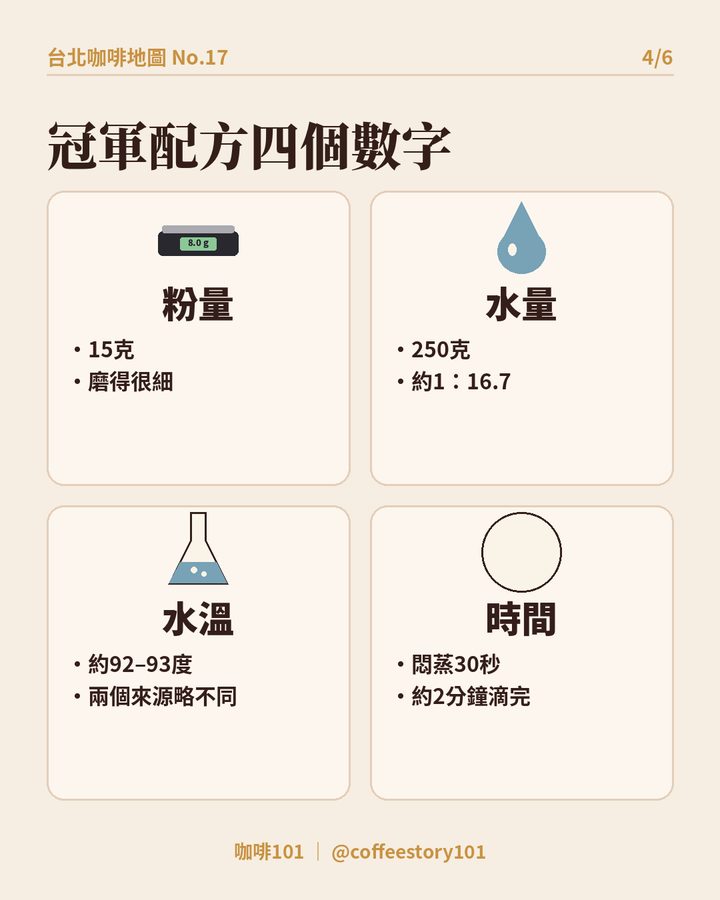 台北咖啡地圖 No.17
4/6
冠軍配方四個數字
8.0 g
粉量
・15克
・磨得很細
水量
・250克
・約1：16.7
水溫
・約92–93度
・兩個來源略不同
時間
・悶蒸30秒
・約2分鐘滴完
咖啡101｜@coffeestory101